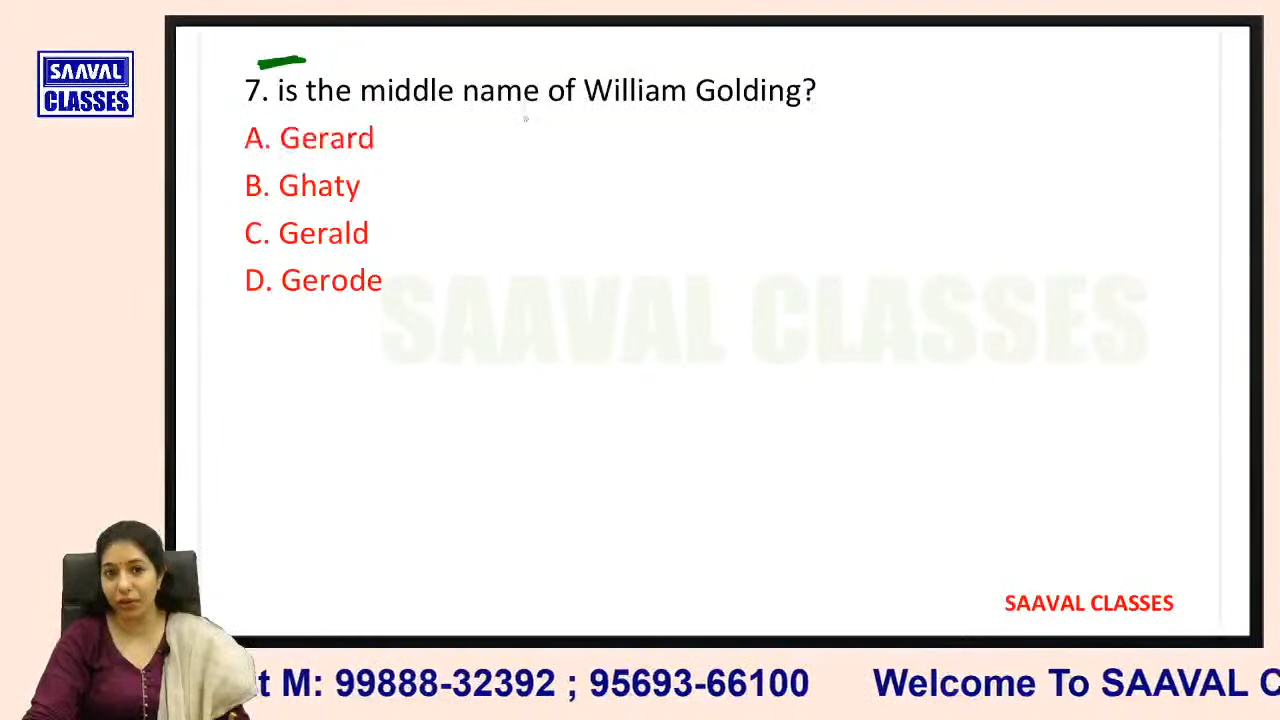 SAAVAL
CLASSES
7. is the middle name of William Golding?
A. Gerard
B. Ghaty
C. Gerald
D. Gerode
SAAVAL CLASSES
SAAVAL CLASSES
t M: 99888-32392 ; 95693-66100 Welcome To SAAVAL C